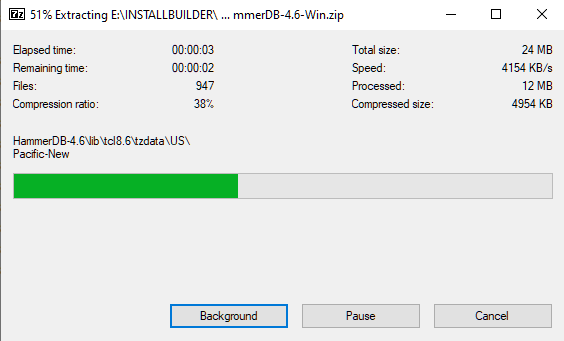 7z 51% Extracting E:\INSTALLBUILDER\ ... mmerDB-4.6-Win.zip
Elapsed time: 00:00:03 Total size: 24 MB
Remaining time: 00:00:02 Speed: 4154 KB/s
Files: 947 Processed: 12 MB
Compression ratio: 38% Compressed size: 4954 KB
HammerDB-4.6\lib\tcl8.6\tzdata\US\
Pacific-New
Background Pause Cancel